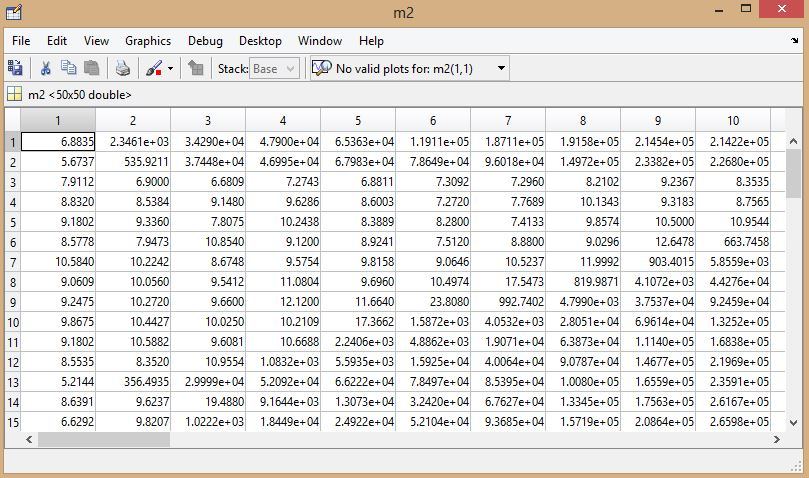 m2
File Edit View Graphics Debug Desktop Window Help
Stack: Base No valid plots for: m2(1,1)
m2 <50x50 double>
1 2 3 4 5 6 7 8 9 10
1 6.8835 2.3461e+03 3.4290e+04 4.7900e+04 6.5363e+04 1.1911e+05 1.8711e+05 1.9158e+05 2.1454e+05 2.1422e+05
2 5.6737 535.9211 3.7448e+04 4.6995e+04 6.7983e+04 7.8649e+04 9.6018e+04 1.4972e+05 2.3382e+05 2.2680e+05
3 7.9112 6.9000 6.6809 7.2743 6.8811 7.3092 7.2960 8.2102 9.2367 8.3535
4 8.8320 8.5384 9.1480 9.6286 8.6003 7.2720 7.7689 10.1343 9.3183 8.7565
5 9.1802 9.3360 7.8075 10.2438 8.3889 8.2800 7.4133 9.8574 10.5000 10.9544
6 8.5778 7.9473 10.8540 9.1200 8.9241 7.5120 8.8800 9.0296 12.6478 663.7458
7 10.5840 10.2242 8.6748 9.5754 9.8158 9.0646 10.5237 11.9992 903.4015 5.8559e+03
8 9.0609 10.0560 9.5412 11.0804 9.6960 10.4974 17.5473 819.9871 4.1072e+03 4.4276e+04
9 9.2475 10.2720 9.6600 12.1200 11.6640 23.8080 992.7402 4.7990e+03 3.7537e+04 9.2459e+04
10 9.8675 10.4427 10.0250 10.2109 17.3662 1.5872e+03 4.0532e+03 2.8051e+04 6.9614e+04 1.3252e+05
11 9.1802 10.5882 9.6081 10.6688 2.2406e+03 4.8862e+03 1.9071e+04 6.3873e+04 1.1140e+05 1.6838e+05
12 8.5535 8.3520 10.9554 1.0832e+03 5.5935e+03 1.5925e+04 4.0064e+04 9.0787e+04 1.4677e+05 2.1969e+05
13 5.2144 356.4935 2.9999e+04 5.2092e+04 6.6222e+04 7.8497e+04 8.5395e+04 1.0080e+05 1.6559e+05 2.3591e+05
14 8.6391 9.6237 19.4880 9.1644e+03 1.3073e+04 3.2420e+04 6.7627e+04 1.3345e+05 1.7563e+05 2.6167e+05
15 6.6292 9.8207 1.0222e+03 1.8449e+04 2.4922e+04 5.2104e+04 9.3685e+04 1.5719e+05 2.0864e+05 2.6598e+05